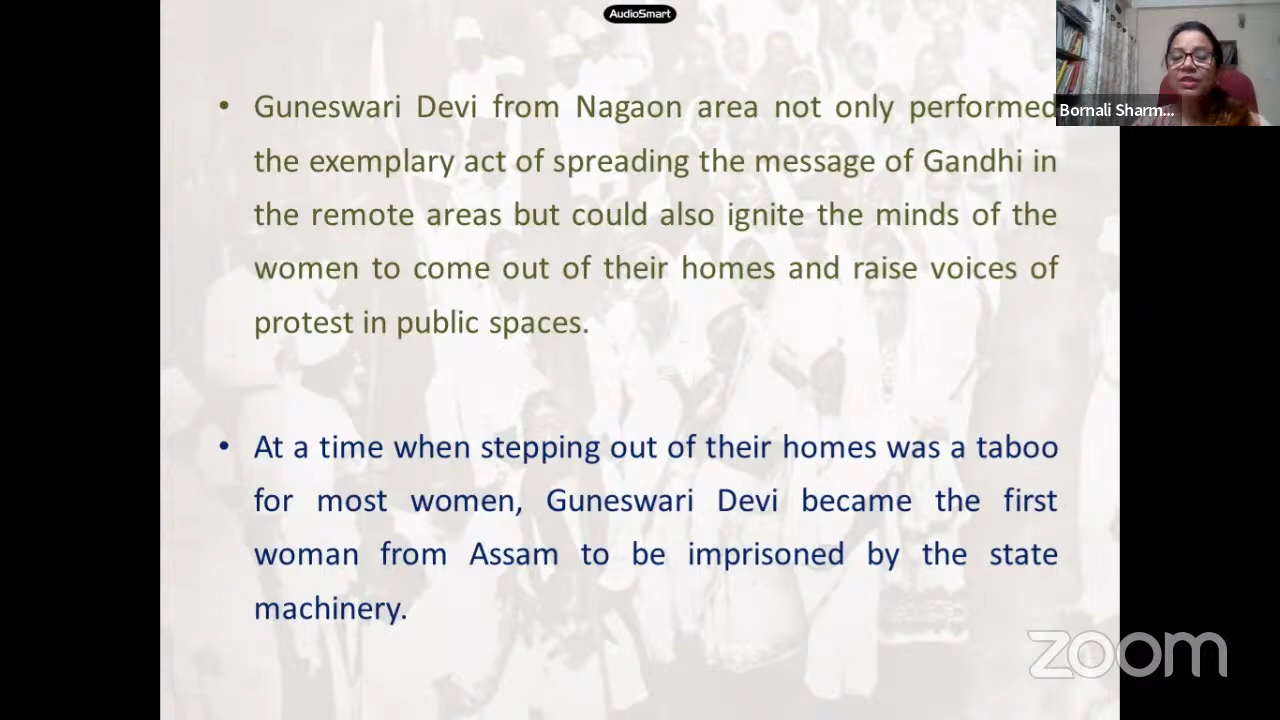 AudioSmart
Bornali Sharm...
• Guneswari Devi from Nagaon area not only performed
the exemplary act of spreading the message of Gandhi in
the remote areas but could also ignite the minds of the
women to come out of their homes and raise voices of
protest in public spaces.
• At a time when stepping out of their homes was a taboo
for most women, Guneswari Devi became the first
woman from Assam to be imprisoned by the state
machinery.
zoom